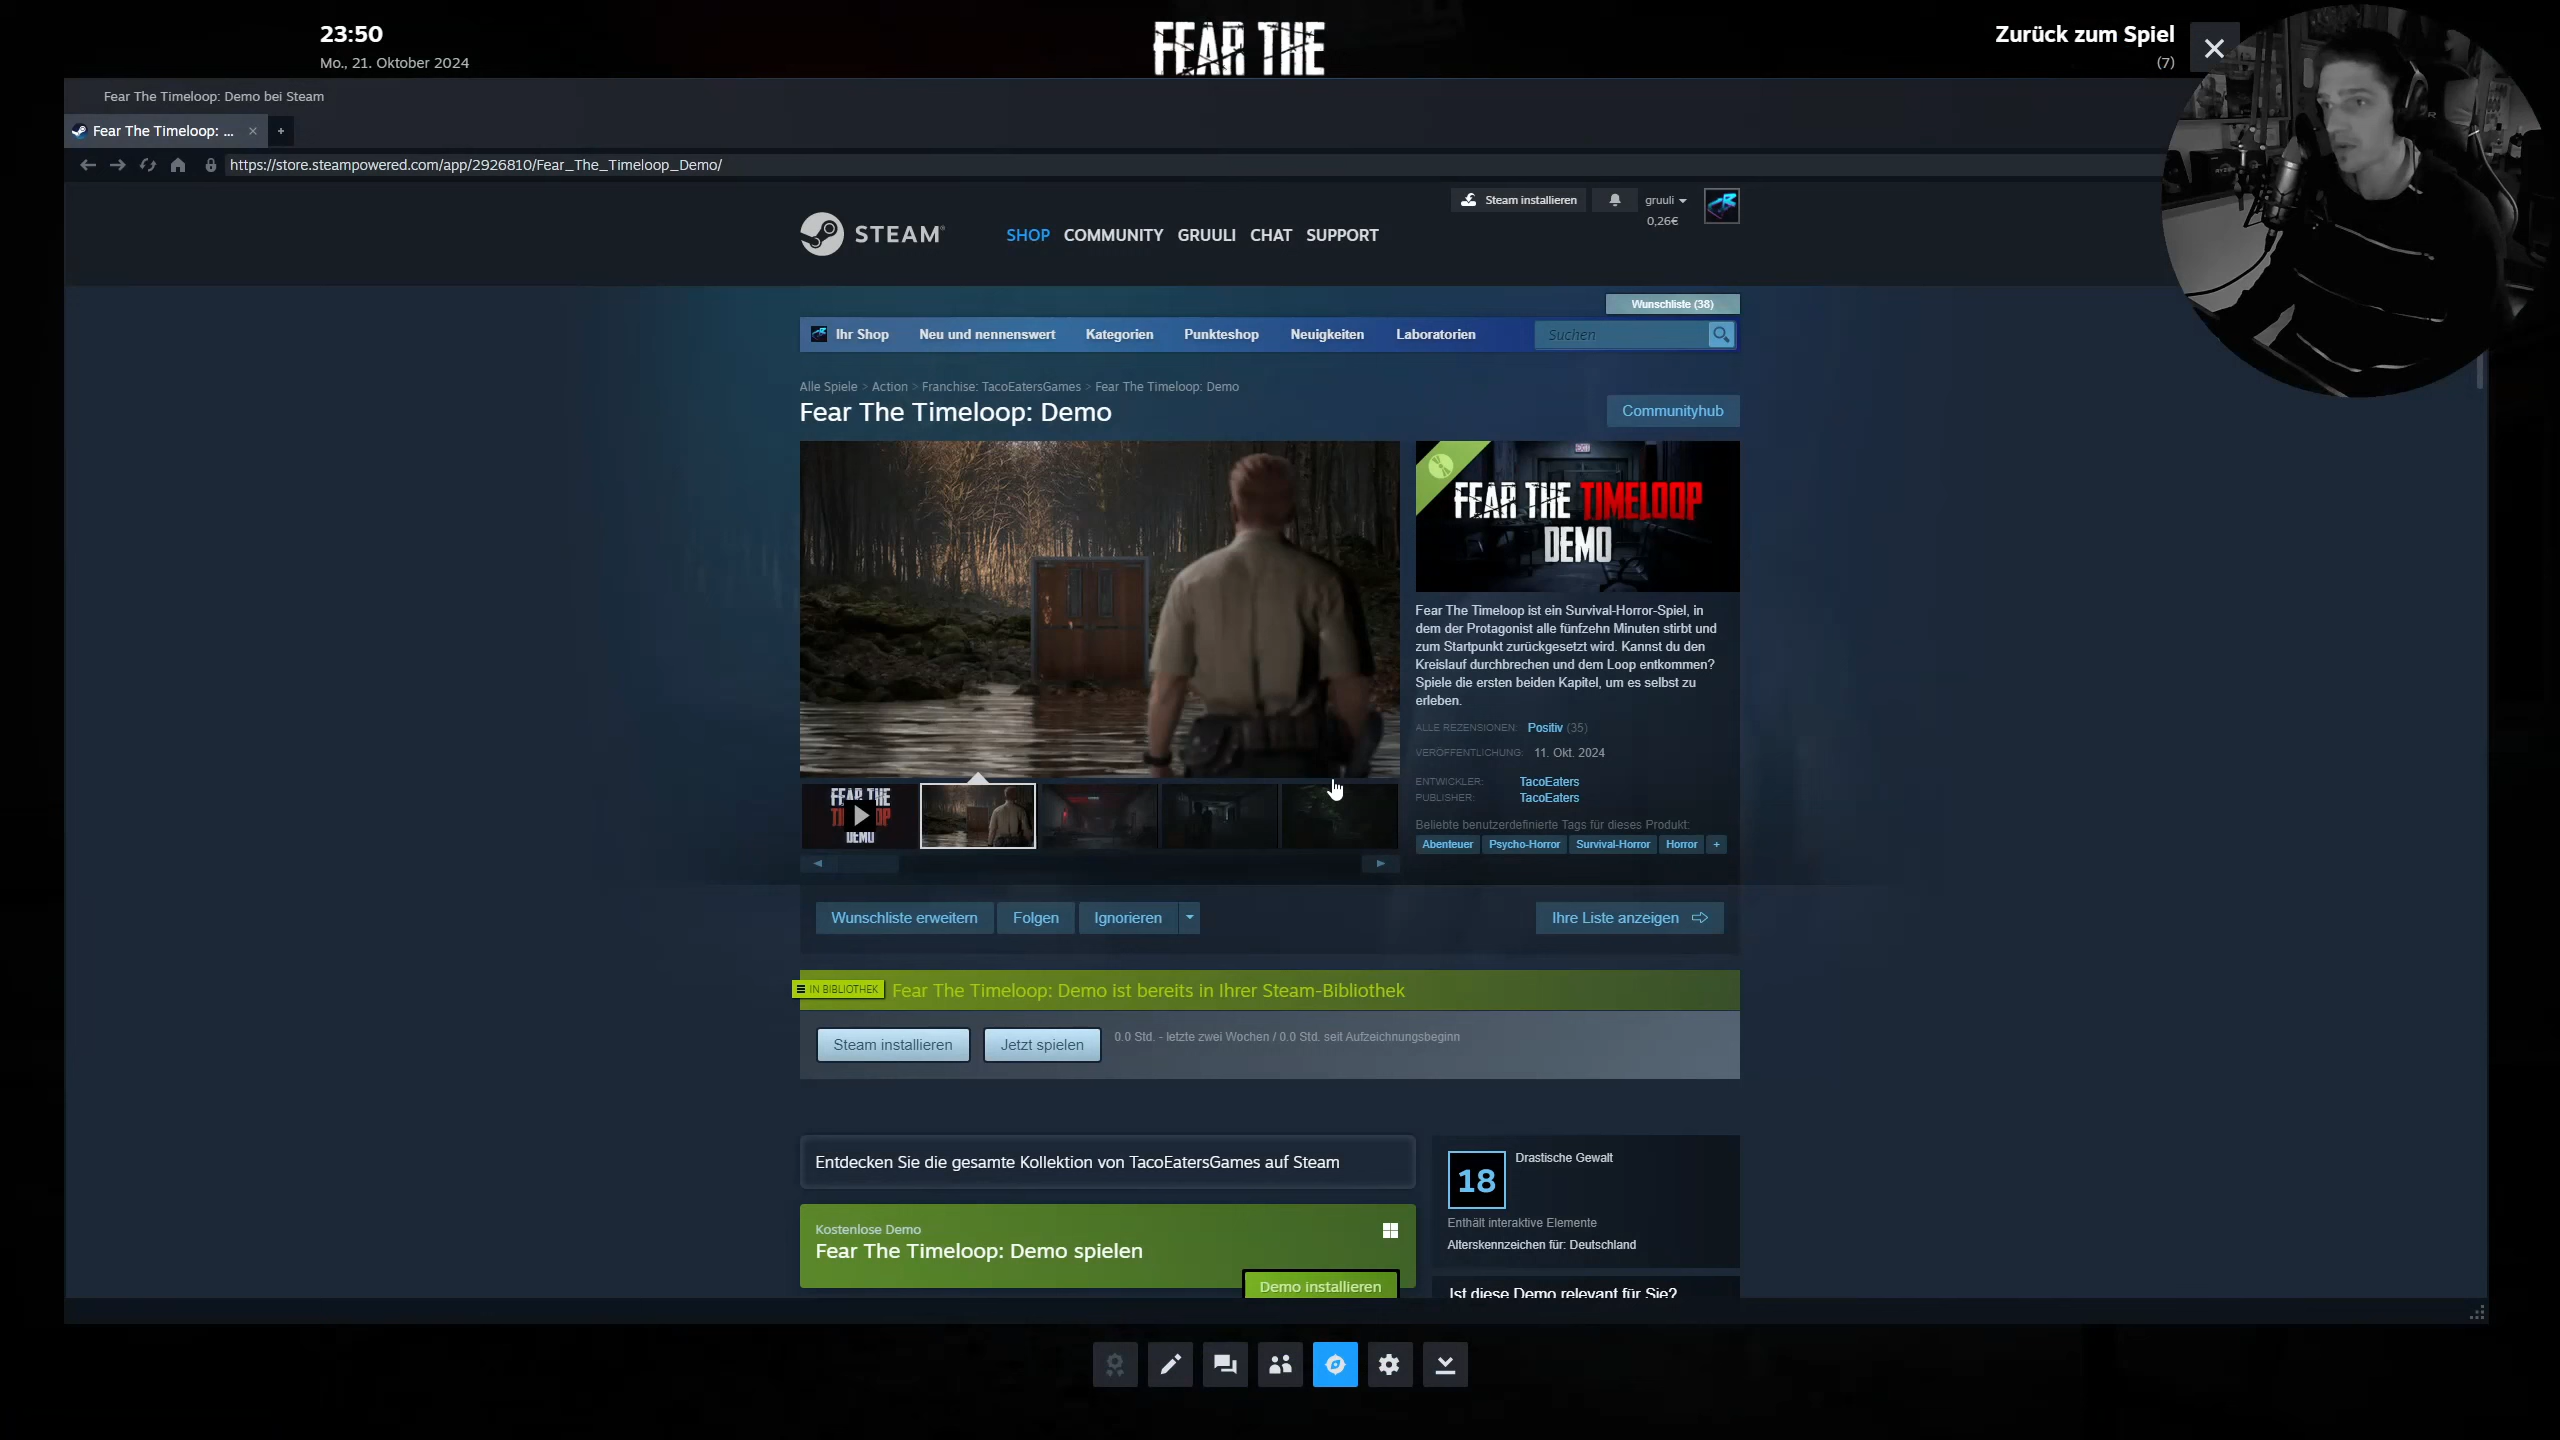 23:50
Mo., 21. Oktober 2024
FEAR THE
Zurück zum Spiel
(7)
Fear The Timeloop: Demo bei Steam
Fear The Timeloop: ...
https://store.steampowered.com/app/2926810/Fear_The_Timeloop_Demo/
Steam installieren
gruuli
0,26€
STEAM
SHOP COMMUNITY GRUULI CHAT SUPPORT
Wunschliste (38)
Ihr Shop Neu und nennenswert Kategorien Punkteshop Neuigkeiten Laboratorien Suchen
Alle Spiele > Action > Franchise: TacoEatersGames > Fear The Timeloop: Demo
Fear The Timeloop: Demo
Communityhub
FEAR THE TIMELOOP
DEMO
Fear The Timeloop ist ein Survival-Horror-Spiel, in
dem der Protagonist alle fünfzehn Minuten stirbt und
zum Startpunkt zurückgesetzt wird. Kannst du den
Kreislauf durchbrechen und dem Loop entkommen?
Spiele die ersten beiden Kapitel, um es selbst zu
erleben.
ALLE REZENSIONEN: Positiv (35)
VERÖFFENTLICHUNG: 11. Okt. 2024
ENTWICKLER: TacoEaters
PUBLISHER: TacoEaters
Beliebte benutzerdefinierte Tags für dieses Produkt:
Abenteuer Psycho-Horror Survival-Horror Horror +
FEAR THE
DEMO
Wunschliste erweitern Folgen Ignorieren
Ihre Liste anzeigen
IN BIBLIOTHEK Fear The Timeloop: Demo ist bereits in Ihrer Steam-Bibliothek
Steam installieren Jetzt spielen 0.0 Std. - letzte zwei Wochen / 0.0 Std. seit Aufzeichnungsbeginn
Entdecken Sie die gesamte Kollektion von TacoEatersGames auf Steam
Kostenlose Demo
Fear The Timeloop: Demo spielen
Demo installieren
18
Drastische Gewalt
Enthält interaktive Elemente
Alterskennzeichen für: Deutschland
Ist diese Demo relevant für Sie?